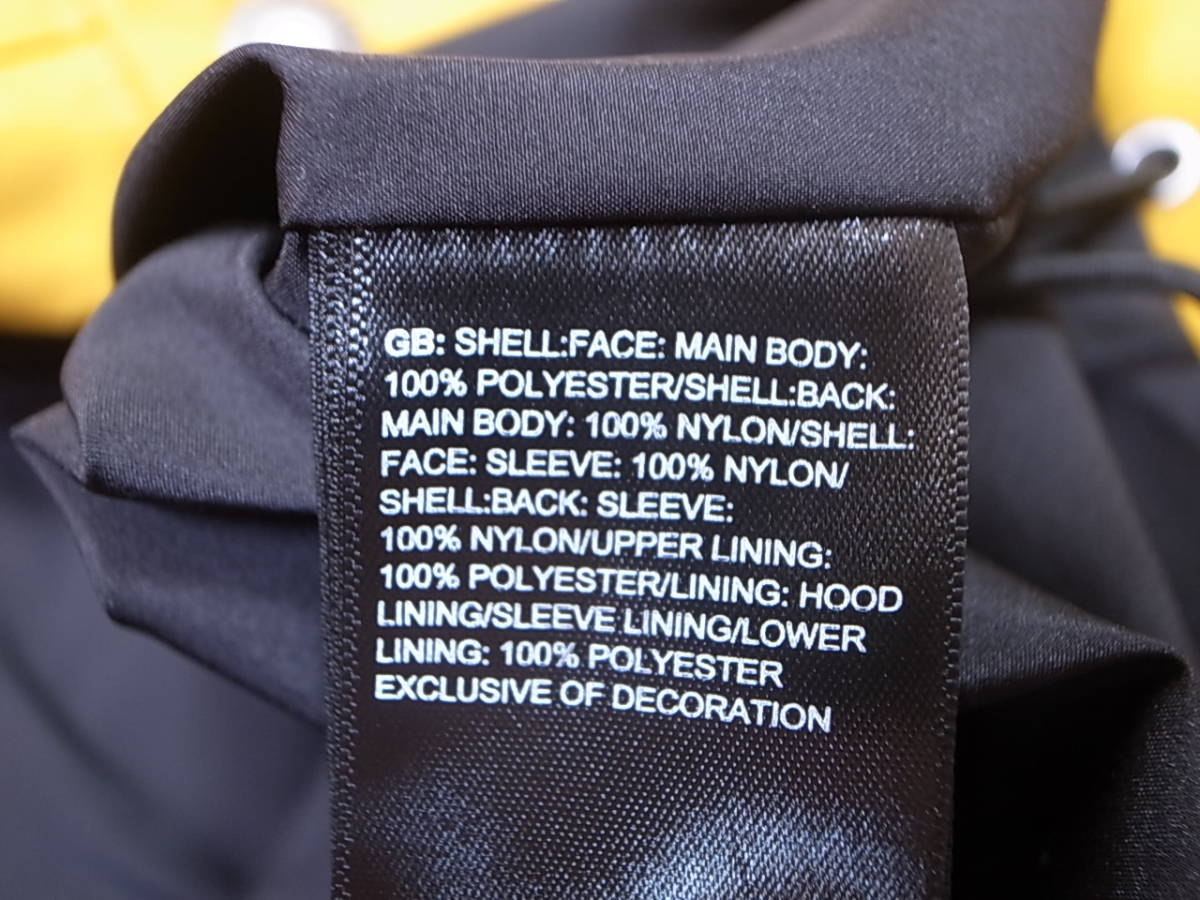 GB: SHELL:FACE: MAIN BODY:
100% POLYESTER/SHELL:BACK:
MAIN BODY: 100% NYLON/SHELL:
FACE: SLEEVE: 100% NYLON/
SHELL:BACK: SLEEVE:
100% NYLON/UPPER LINING:
100% POLYESTER/LINING: HOOD
LINING/SLEEVE LINING/LOWER
LINING: 100% POLYESTER
EXCLUSIVE OF DECORATION